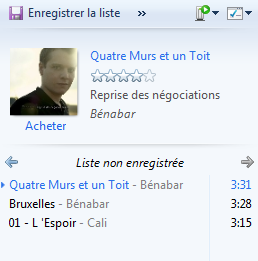 Enregistrer la liste »
Quatre Murs et un Toit
Reprise des négociations
Bénabar
Acheter
Liste non enregistrée
Quatre Murs et un Toit - Bénabar 3:31
Bruxelles - Bénabar 3:28
01 - L 'Espoir - Cali 3:15